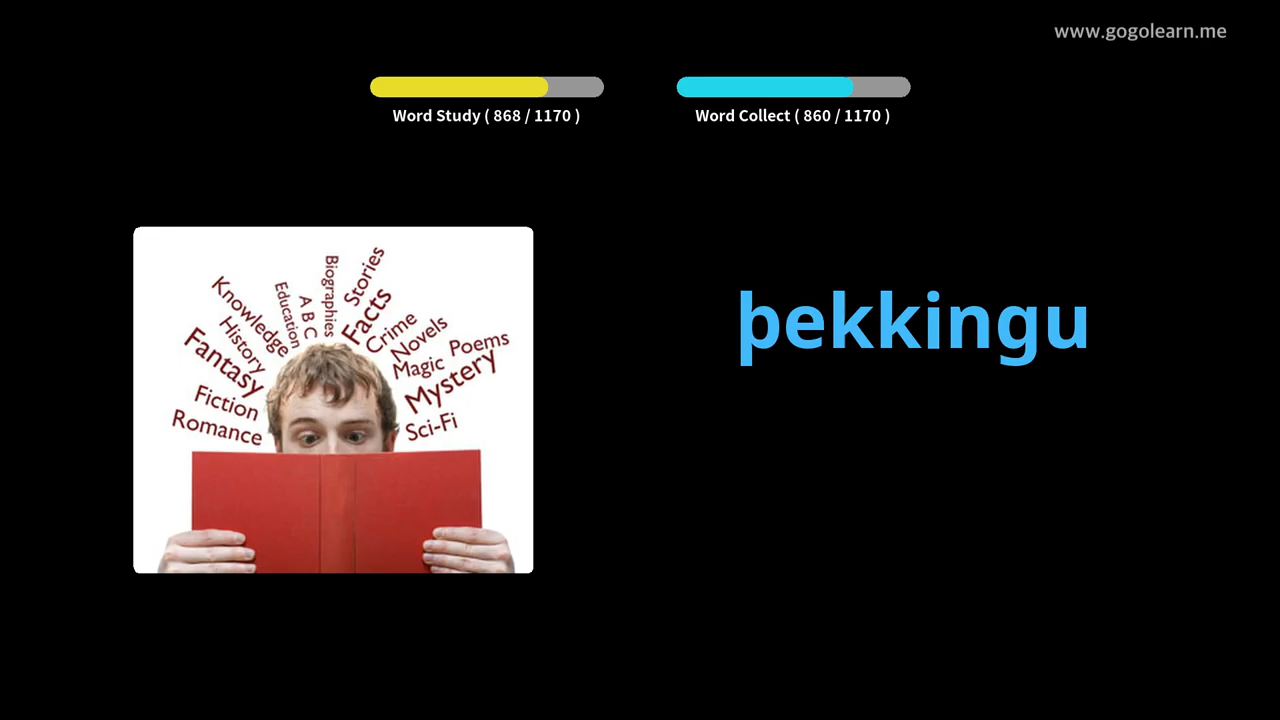 www.gogolearn.me
Word Study ( 868 / 1170 )
Word Collect ( 860 / 1170 )
þekkingu
Biographies
Stories
Education
A B C
Facts
Knowledge
Crime
History
Novels
Fantasy
Magic
Poems
Mystery
Fiction
Romance
Sci-Fi